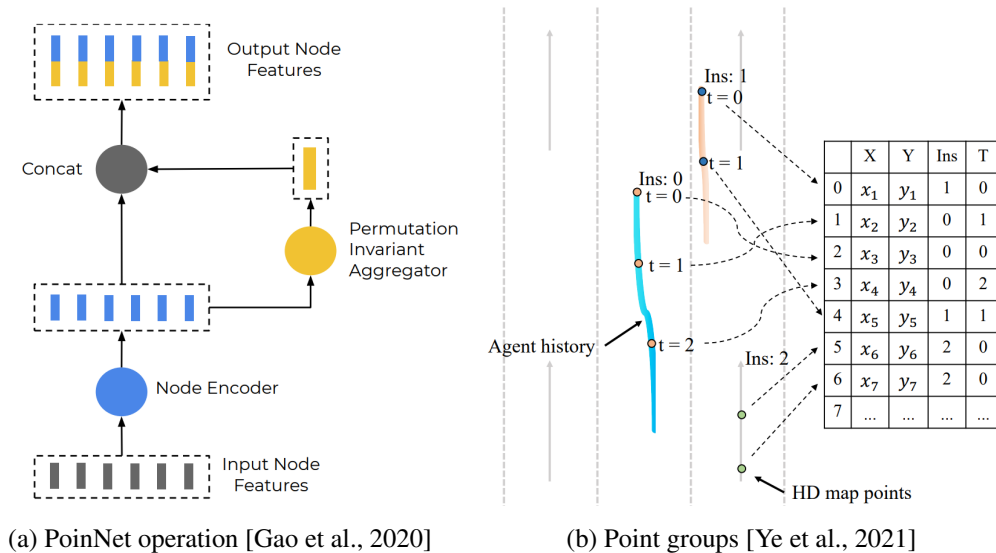 Output Node
Features
Concat
Permutation
Invariant
Aggregator
Node Encoder
Input Node
Features
(a) PoinNet operation [Gao et al., 2020]
Ins: 1
t = 0
t = 1
Ins: 0
t = 0
t = 1
Agent history
t = 2
Ins: 2
HD map points
X Y Ins T
0 x₁ y₁ 1 0
1 x₂ y₂ 0 1
2 x₃ y₃ 0 0
3 x₄ y₄ 0 2
4 x₅ y₅ 1 1
5 x₆ y₆ 2 0
6 x₇ y₇ 2 0
7 ... ... ... ...
(b) Point groups [Ye et al., 2021]